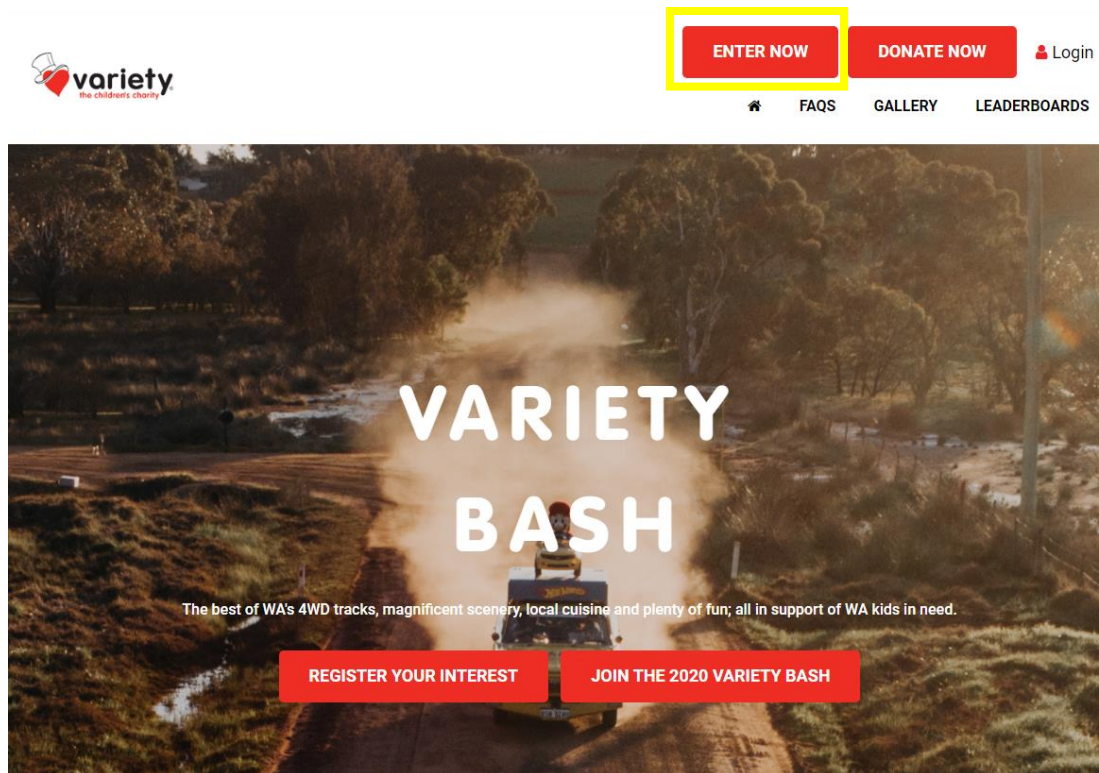 ENTER NOW
DONATE NOW
Login
variety
the children's charity
FAQS
GALLERY
LEADERBOARDS
VARIETY
BASH
The best of WA's 4WD tracks, magnificent scenery, local cuisine and plenty of fun; all in support of WA kids in need.
REGISTER YOUR INTEREST
JOIN THE 2020 VARIETY BASH